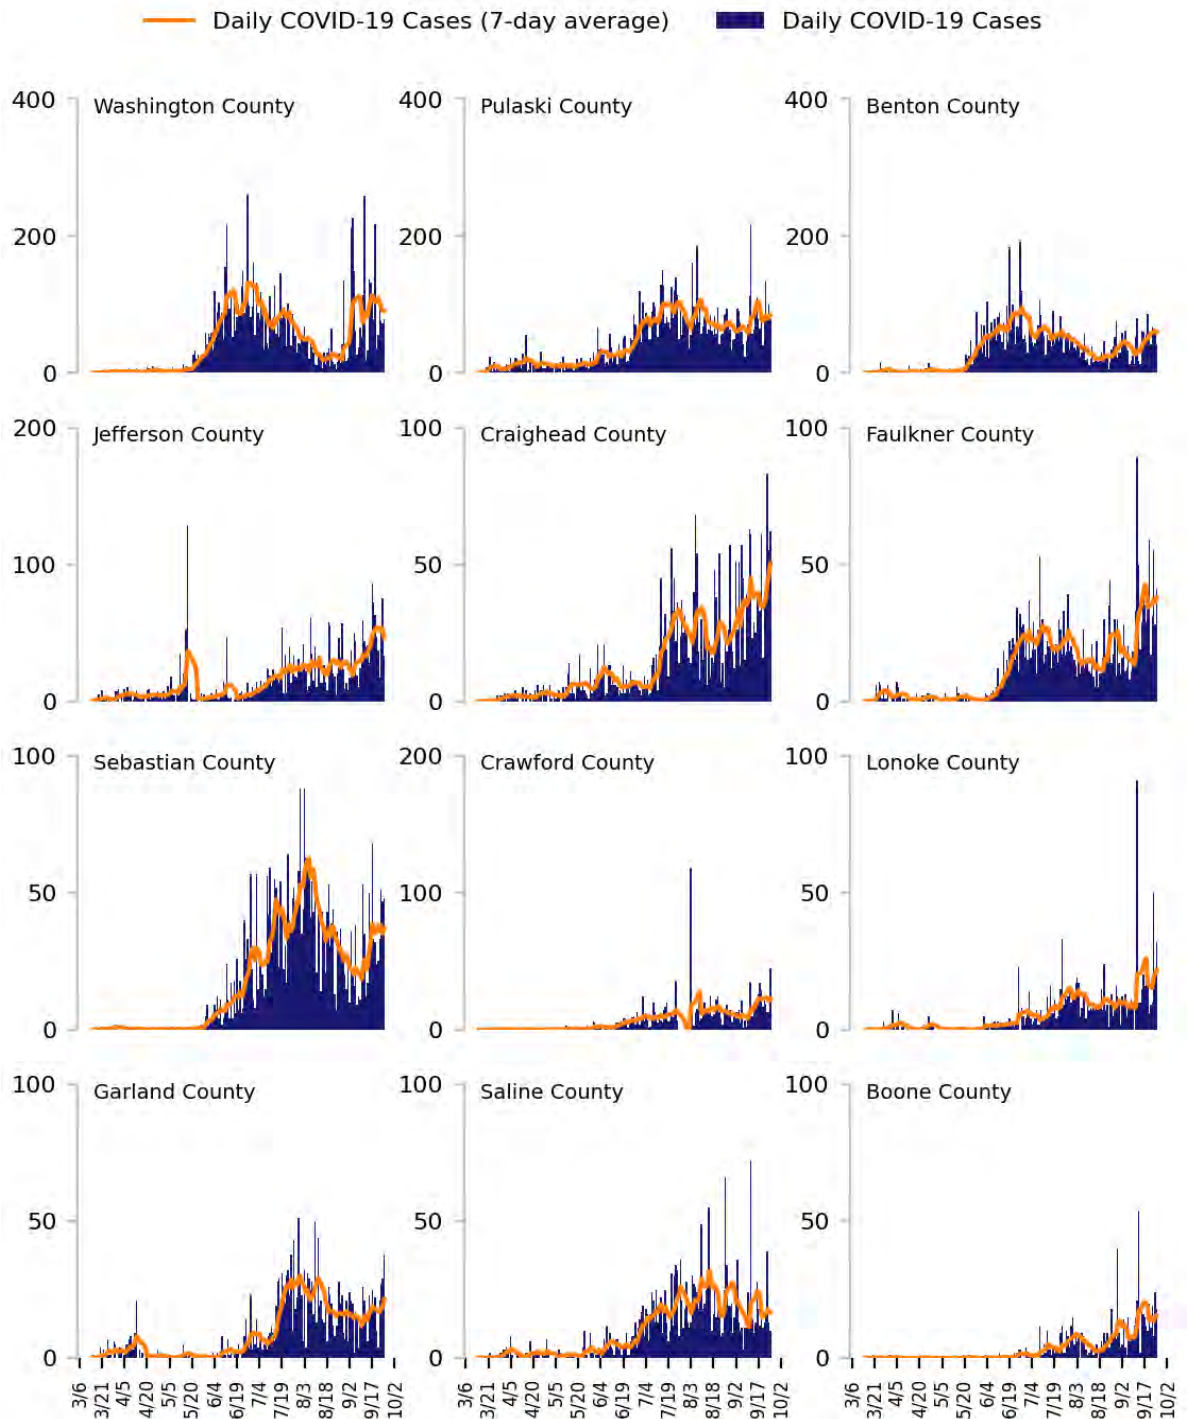 Daily COVID-19 Cases (7-day average) Daily COVID-19 Cases
400 Washington County 400 Pulaski County 400 Benton County
200 200 200
0 0 0
200 Jefferson County 100 Craighead County 100 Faulkner County
100 50 50
0 0 0
100 Sebastian County 200 Crawford County 100 Lonoke County
50 100 50
0 0 0
100 Garland County 100 Saline County 100 Boone County
50 50 50
0 0 0
3/6 3/21 4/5 4/20 5/5 5/20 6/4 6/19 7/4 7/19 8/3 8/18 9/2 9/17 10/2 3/6 3/21 4/5 4/20 5/5 5/20 6/4 6/19 7/4 7/19 8/3 8/18 9/2 9/17 10/2 3/6 3/21 4/5 4/20 5/5 5/20 6/4 6/19 7/4 7/19 8/3 8/18 9/2 9/17 10/2